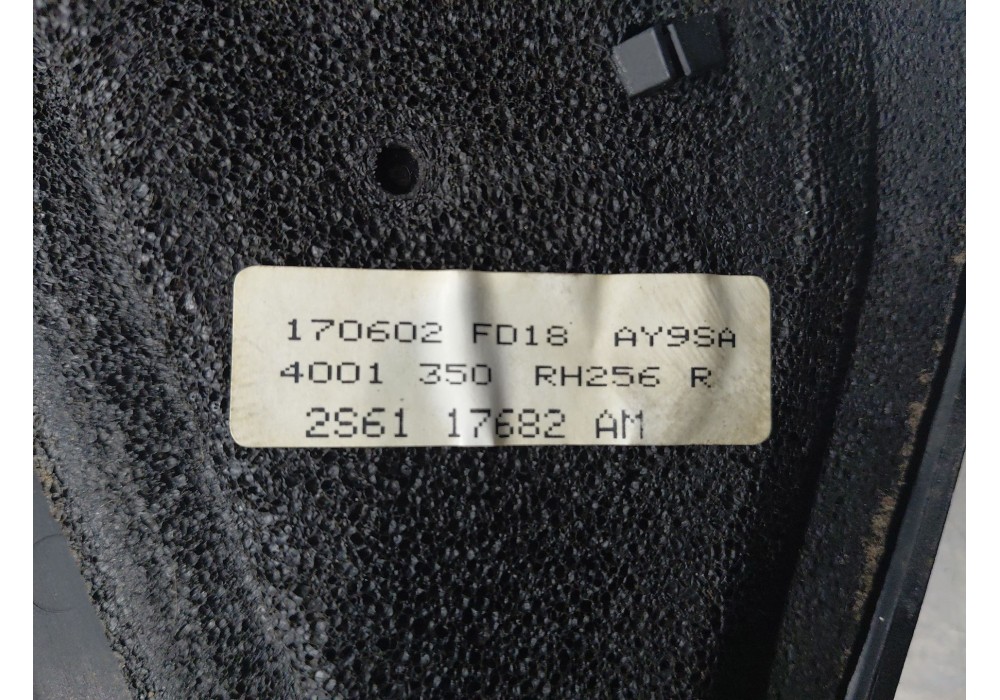 170602 FD18 AY9SA
4001 350 RH256 R
2S61 17682 AM